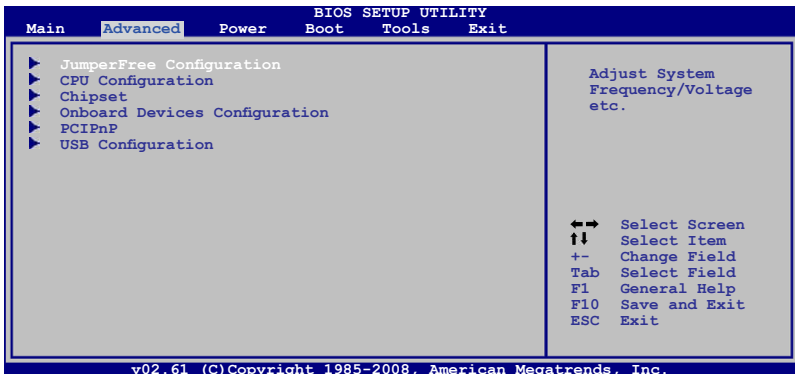 BIOS SETUP UTILITY
Main Advanced Power Boot Tools Exit
JumperFree Configuration
CPU Configuration
Chipset
Onboard Devices Configuration
PCIPnP
USB Configuration
Adjust System
Frequency/Voltage
etc.
←→ Select Screen
↑↓ Select Item
+- Change Field
Tab Select Field
F1 General Help
F10 Save and Exit
ESC Exit
v02.61 (C)Copyright 1985-2008, American Megatrends, Inc.